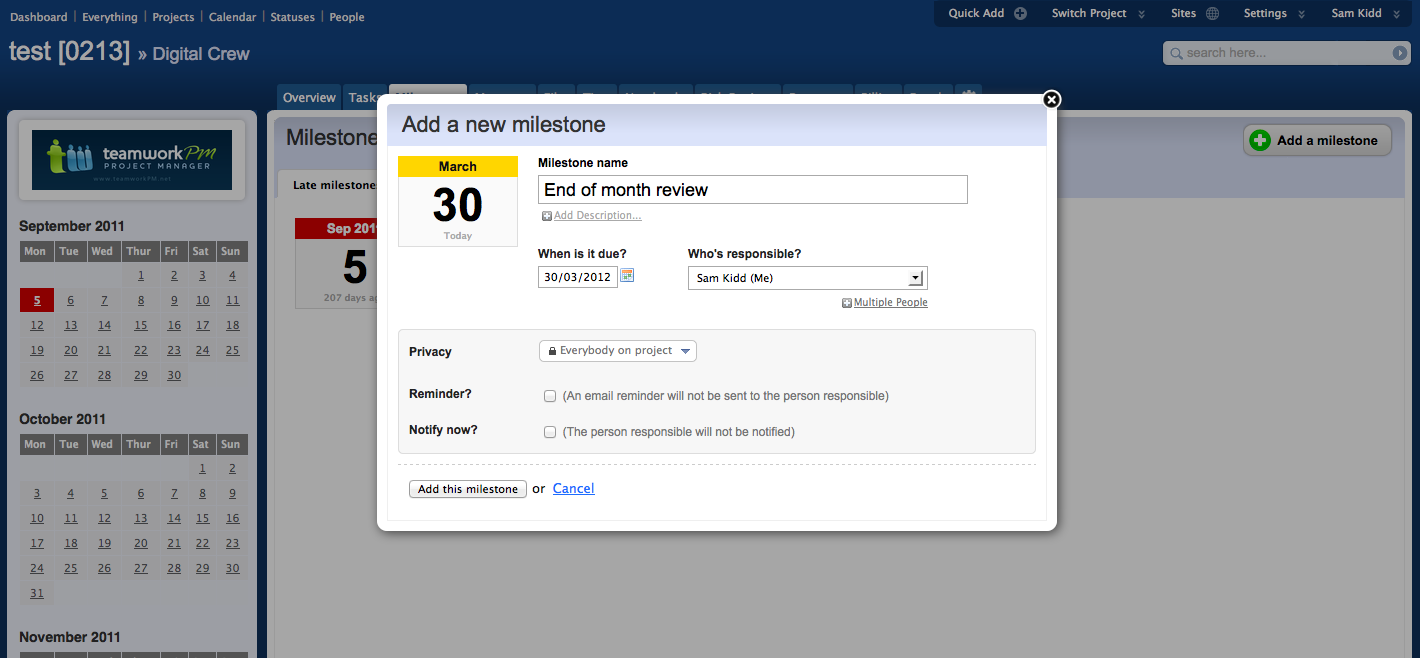 Dashboard | Everything | Projects | Calendar | Statuses | People
Quick Add Switch Project Sites Settings Sam Kidd
test [0213] » Digital Crew
search here...
Overview Tasks
teamworkPM
PROJECT MANAGER
www.teamworkPM.net
Milestone
Add a milestone
Late milestone
Sep 201
5
207 days a
September 2011
Mon Tue Wed Thur Fri Sat Sun
1 2 3 4
5 6 7 8 9 10 11
12 13 14 15 16 17 18
19 20 21 22 23 24 25
26 27 28 29 30
October 2011
Mon Tue Wed Thur Fri Sat Sun
1 2
3 4 5 6 7 8 9
10 11 12 13 14 15 16
17 18 19 20 21 22 23
24 25 26 27 28 29 30
31
November 2011
Add a new milestone
March
30
Today
Milestone name
End of month review
Add Description...
When is it due?
30/03/2012
Who's responsible?
Sam Kidd (Me)
Multiple People
Privacy
Everybody on project
Reminder?
(An email reminder will not be sent to the person responsible)
Notify now?
(The person responsible will not be notified)
Add this milestone or Cancel